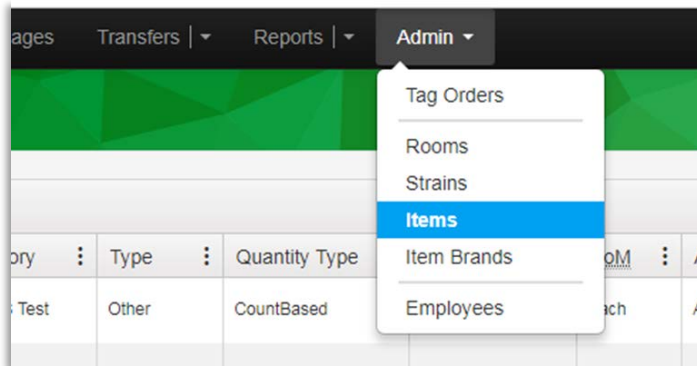 ages Transfers | Reports | Admin
Tag Orders
Rooms
Strains
Items
Item Brands
Employees
ory Type Quantity Type oM
Test Other CountBased ach